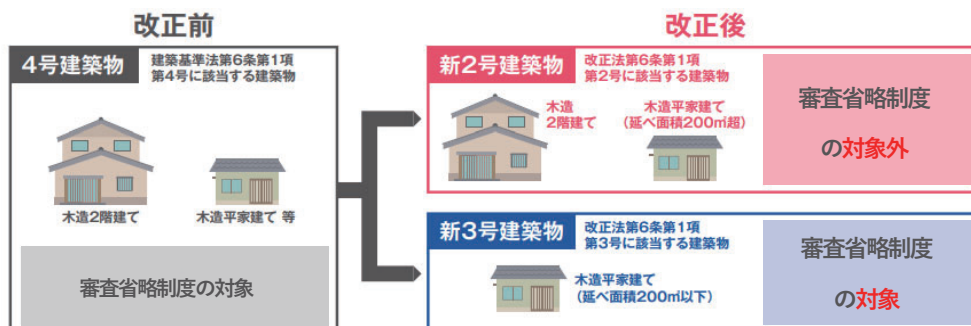 改正前
4号建築物
建築基準法第6条第1項
第4号に該当する建築物
木造2階建て
木造平家建て 等
審査省略制度の対象
改正後
新2号建築物
改正法第6条第1項
第2号に該当する建築物
木造
2階建て
木造平家建て
（延べ面積200㎡超）
審査省略制度
の対象外
新3号建築物
改正法第6条第1項
第3号に該当する建築物
木造平家建て
（延べ面積200㎡以下）
審査省略制度
の対象